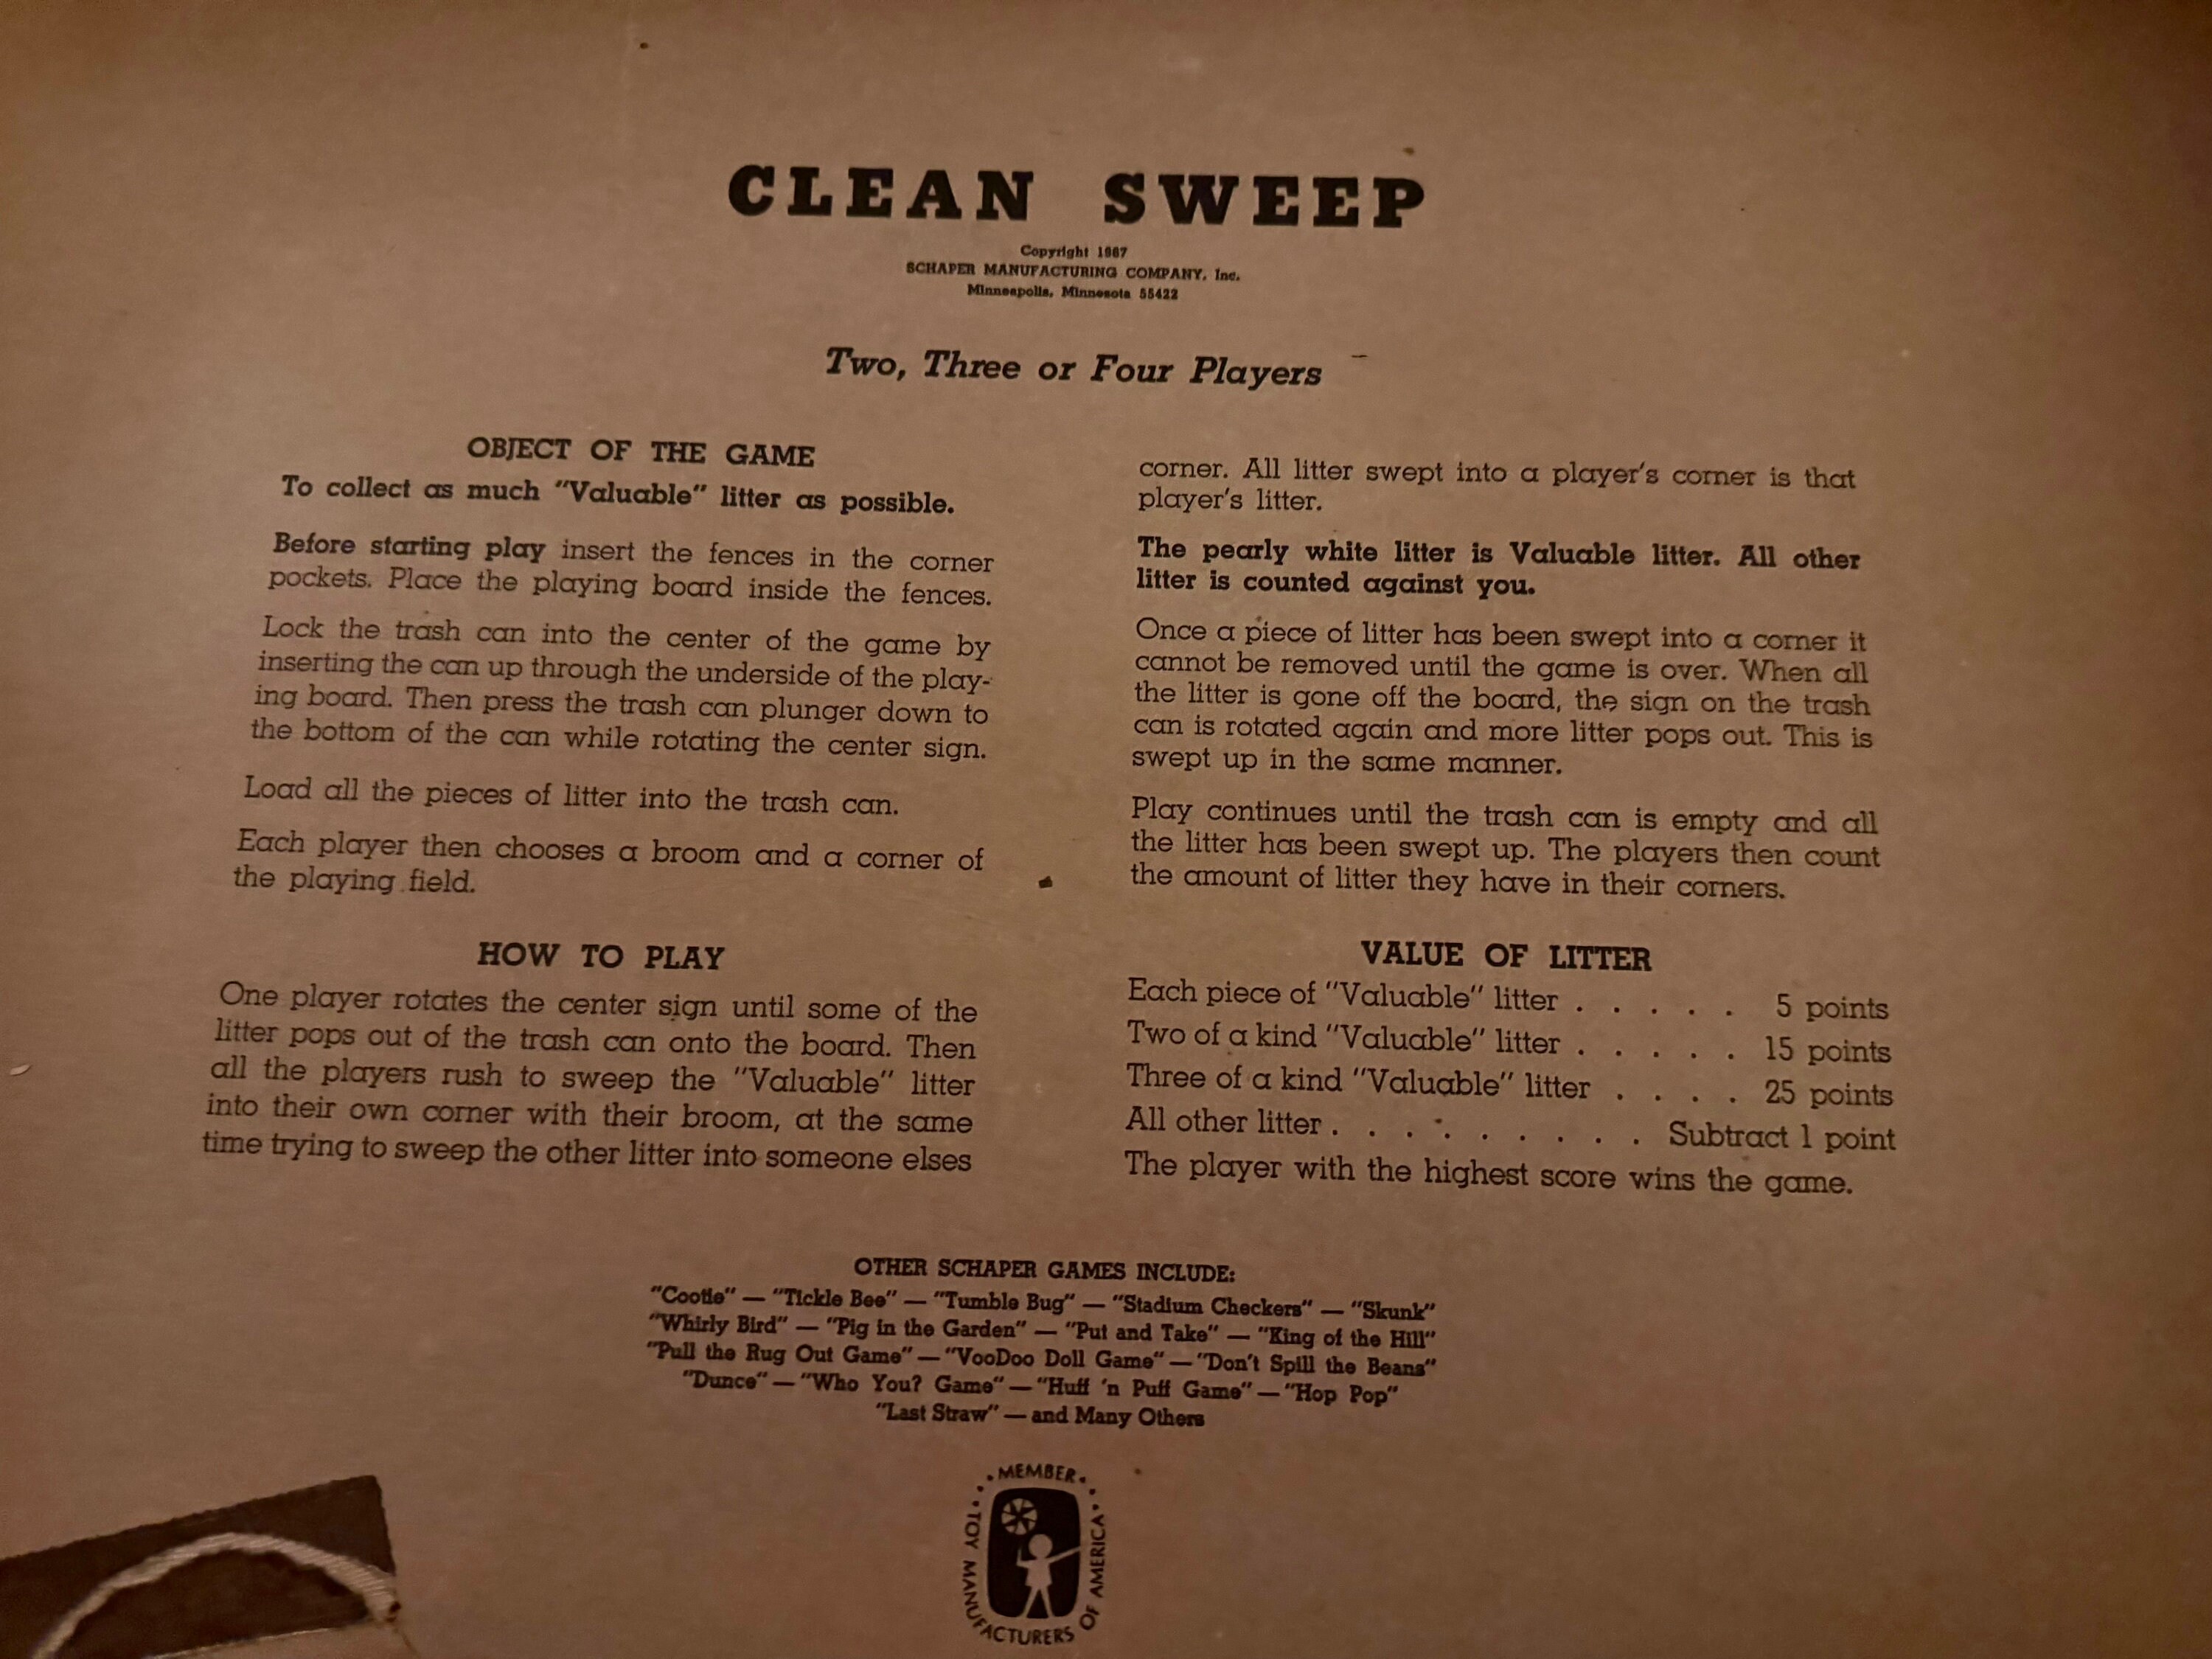 CLEAN SWEEP
Copyright 1967
SCHAPER MANUFACTURING COMPANY, Inc.
Minneapolis, Minnesota 55422
Two, Three or Four Players
OBJECT OF THE GAME
To collect as much "Valuable" litter as possible.
Before starting play insert the fences in the corner
pockets. Place the playing board inside the fences.
Lock the trash can into the center of the game by
inserting the can up through the underside of the play-
ing board. Then press the trash can plunger down to
the bottom of the can while rotating the center sign.
Load all the pieces of litter into the trash can.
Each player then chooses a broom and a corner of
the playing field.
HOW TO PLAY
One player rotates the center sign until some of the
litter pops out of the trash can onto the board. Then
all the players rush to sweep the "Valuable" litter
into their own corner with their broom, at the same
time trying to sweep the other litter into someone elses
corner. All litter swept into a player's corner is that
player's litter.
The pearly white litter is Valuable litter. All other
litter is counted against you.
Once a piece of litter has been swept into a corner it
cannot be removed until the game is over. When all
the litter is gone off the board, the sign on the trash
can is rotated again and more litter pops out. This is
swept up in the same manner.
Play continues until the trash can is empty and all
the litter has been swept up. The players then count
the amount of litter they have in their corners.
VALUE OF LITTER
Each piece of "Valuable" litter . . . . . 5 points
Two of a kind "Valuable" litter . . . . . 15 points
Three of a kind "Valuable" litter . . . . 25 points
All other litter . . . . . . . . . Subtract 1 point
The player with the highest score wins the game.
OTHER SCHAPER GAMES INCLUDE:
"Cootie" — "Tickle Bee" — "Tumble Bug" — "Stadium Checkers" — "Skunk"
"Whirly Bird" — "Pig in the Garden" — "Put and Take" — "King of the Hill"
"Pull the Rug Out Game" — "VooDoo Doll Game" — "Don't Spill the Beans"
"Dunce" — "Who You? Game" — "Huff 'n Puff Game" — "Hop Pop"
"Last Straw" — and Many Others
MEMBER
TOY MANUFACTURERS OF AMERICA